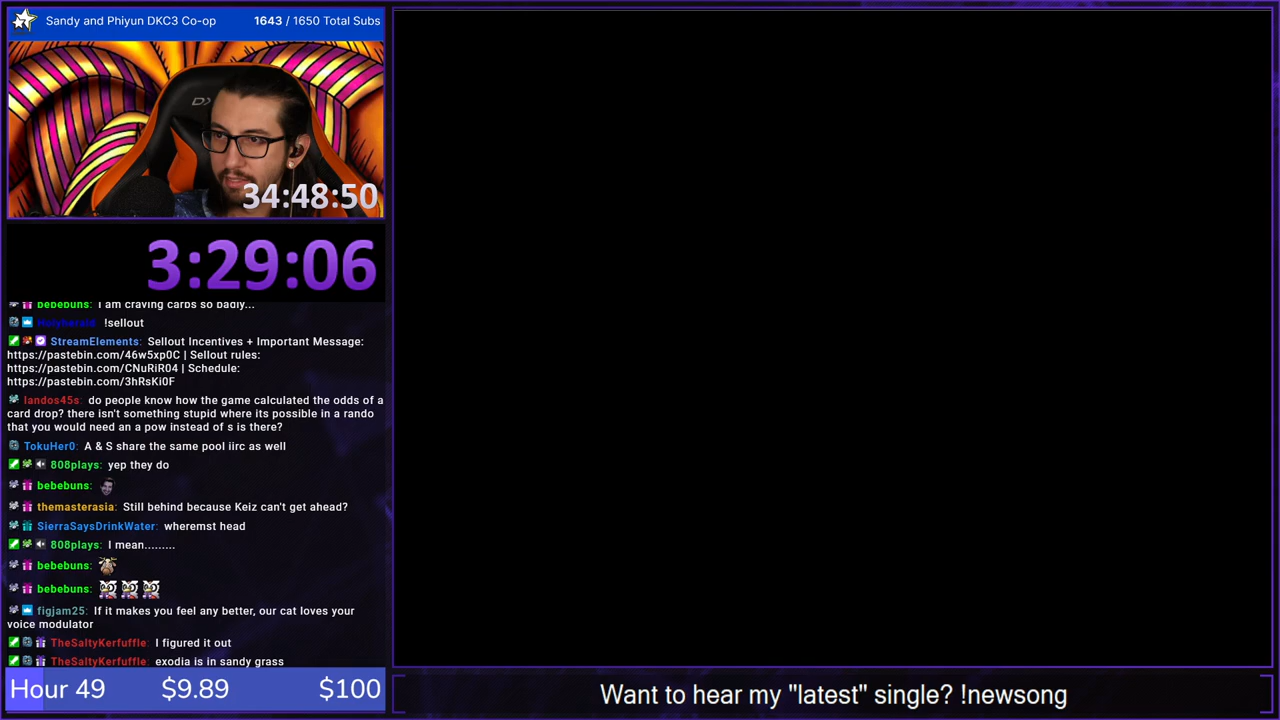 Sandy and Phiyun DKC3 Co-op
1643 / 1650 Total Subs
DX
34:48:50
3:29:06
bebebuns: I am craving carbs so badly...
Holyherald !sellout
StreamElements: Sellout Incentives + Important Message:
https://pastebin.com/46w5xp0C | Sellout rules:
https://pastebin.com/CNuRiR04 | Schedule:
https://pastebin.com/3hRsKi0F
landos45s: do people know how the game calculated the odds of a
card drop? there isn't something stupid where its possible in a rando
that you would need an a pow instead of s is there?
TokuHer0: A & S share the same pool iirc as well
808plays: yep they do
bebebuns:
themasterasia: Still behind because Keiz can't get ahead?
SierraSaysDrinkWater: wheremst head
808plays: I mean.........
bebebuns:
bebebuns:
figjam25: If it makes you feel any better, our cat loves your
voice modulator
TheSaltyKerfuffle: I figured it out
TheSaltyKerfuffle: exodia is in sandy grass
Hour 49 $9.89 $100
Want to hear my "latest" single? !newsong